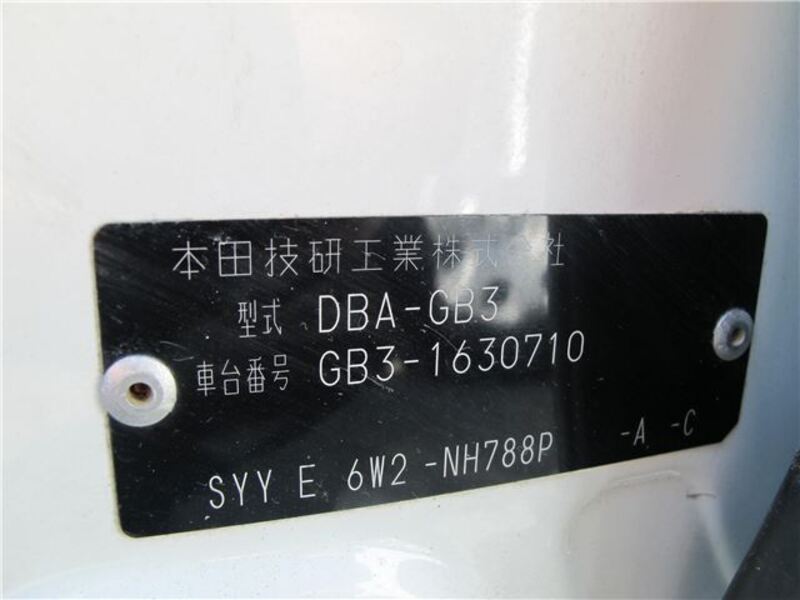 本田技研工業株式会社
型式 DBA-GB3
車台番号 GB3-1630710
SYY E 6W2 -NH788P -A -C